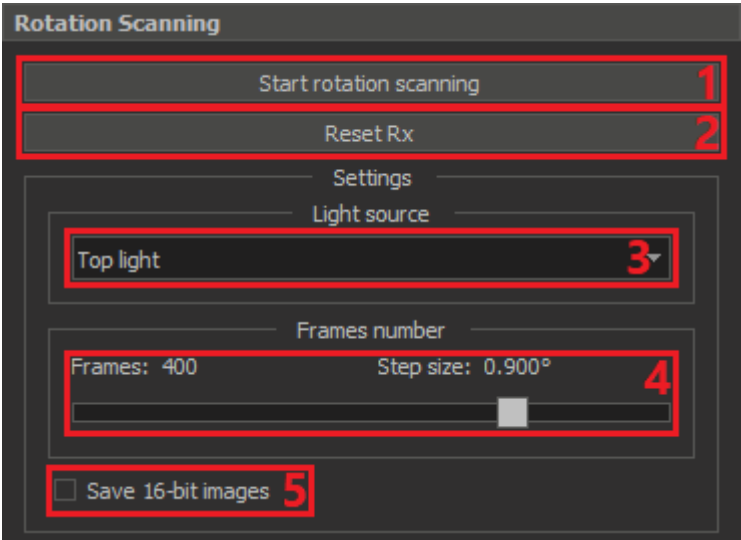 Rotation Scanning
Start rotation scanning 1
Reset Rx 2
Settings
Light source
Top light 3
Frames number
Frames: 400 Step size: 0.900° 4
Save 16-bit images 5